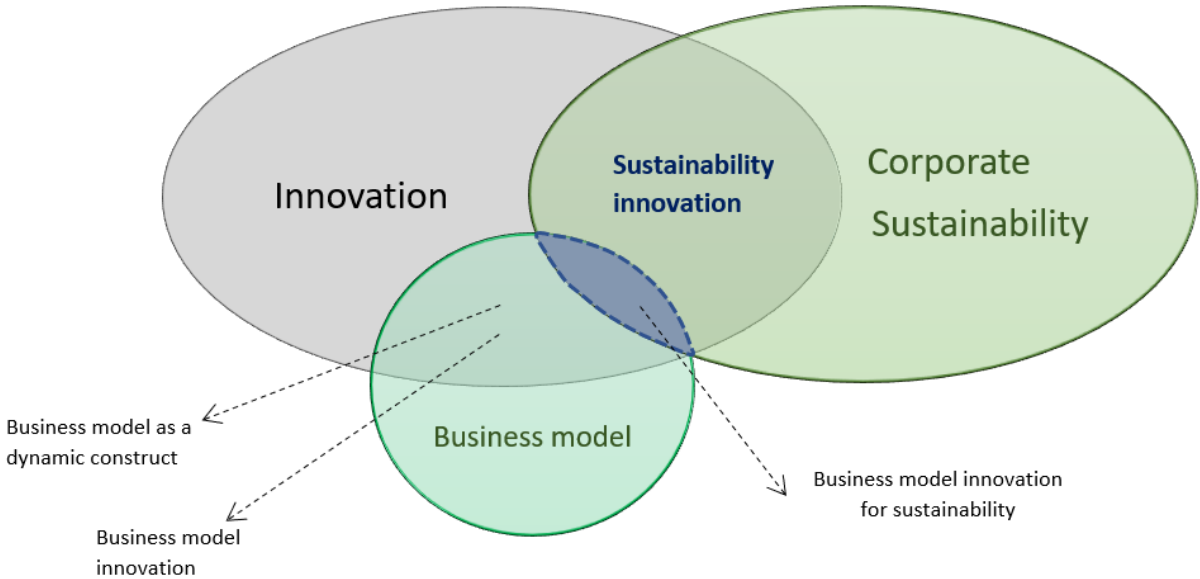 Innovation
Sustainability
innovation
Corporate
Sustainability
Business model
Business model as a
dynamic construct
Business model
innovation
Business model innovation
for sustainability